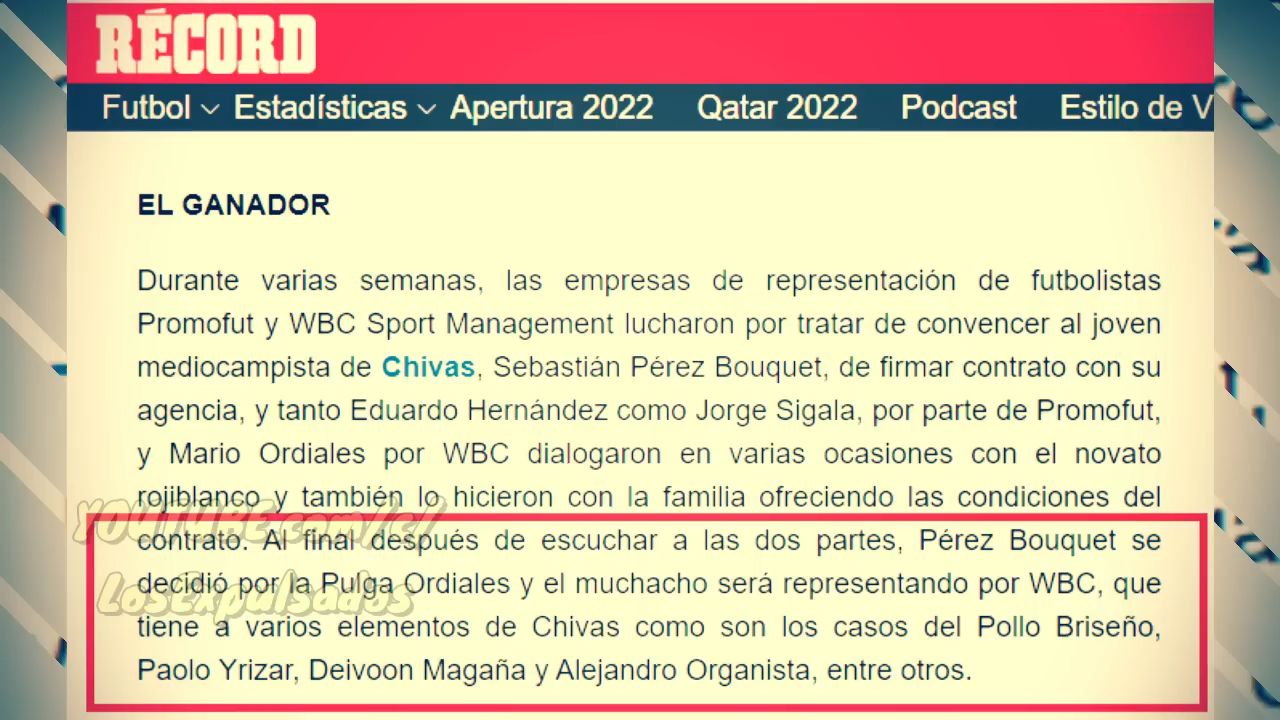 RÉCORD
Futbol Estadísticas Apertura 2022 Qatar 2022 Podcast Estilo de V
EL GANADOR
Durante varias semanas, las empresas de representación de futbolistas
Promofut y WBC Sport Management lucharon por tratar de convencer al joven
mediocampista de Chivas, Sebastián Pérez Bouquet, de firmar contrato con su
agencia, y tanto Eduardo Hernández como Jorge Sigala, por parte de Promofut,
y Mario Ordiales por WBC dialogaron en varias ocasiones con el novato
rojiblanco y también lo hicieron con la familia ofreciendo las condiciones del
YOUTUBE.com/c/
contrato. Al final después de escuchar a las dos partes, Pérez Bouquet se
decidió por la Pulga Ordiales y el muchacho será representando por WBC, que
LosExpulsados
tiene a varios elementos de Chivas como son los casos del Pollo Briseño,
Paolo Yrizar, Deivoon Magaña y Alejandro Organista, entre otros.